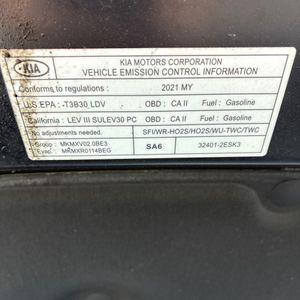 KIA
KIA MOTORS CORPORATION
VEHICLE EMISSION CONTROL INFORMATION
Conforms to regulations : 2021 MY
U.S.EPA : T3B30 LDV OBD : CA II Fuel : Gasoline
California : LEV III SULEV30 PC OBD : CA II Fuel : Gasoline
No adjustments needed. SFI/WR-HO2S/HO2S/WU-TWC/TWC
Group : MKMXV02.0BE3
Evap. : MKMXR0114BEG SA6 32401-2ESK3